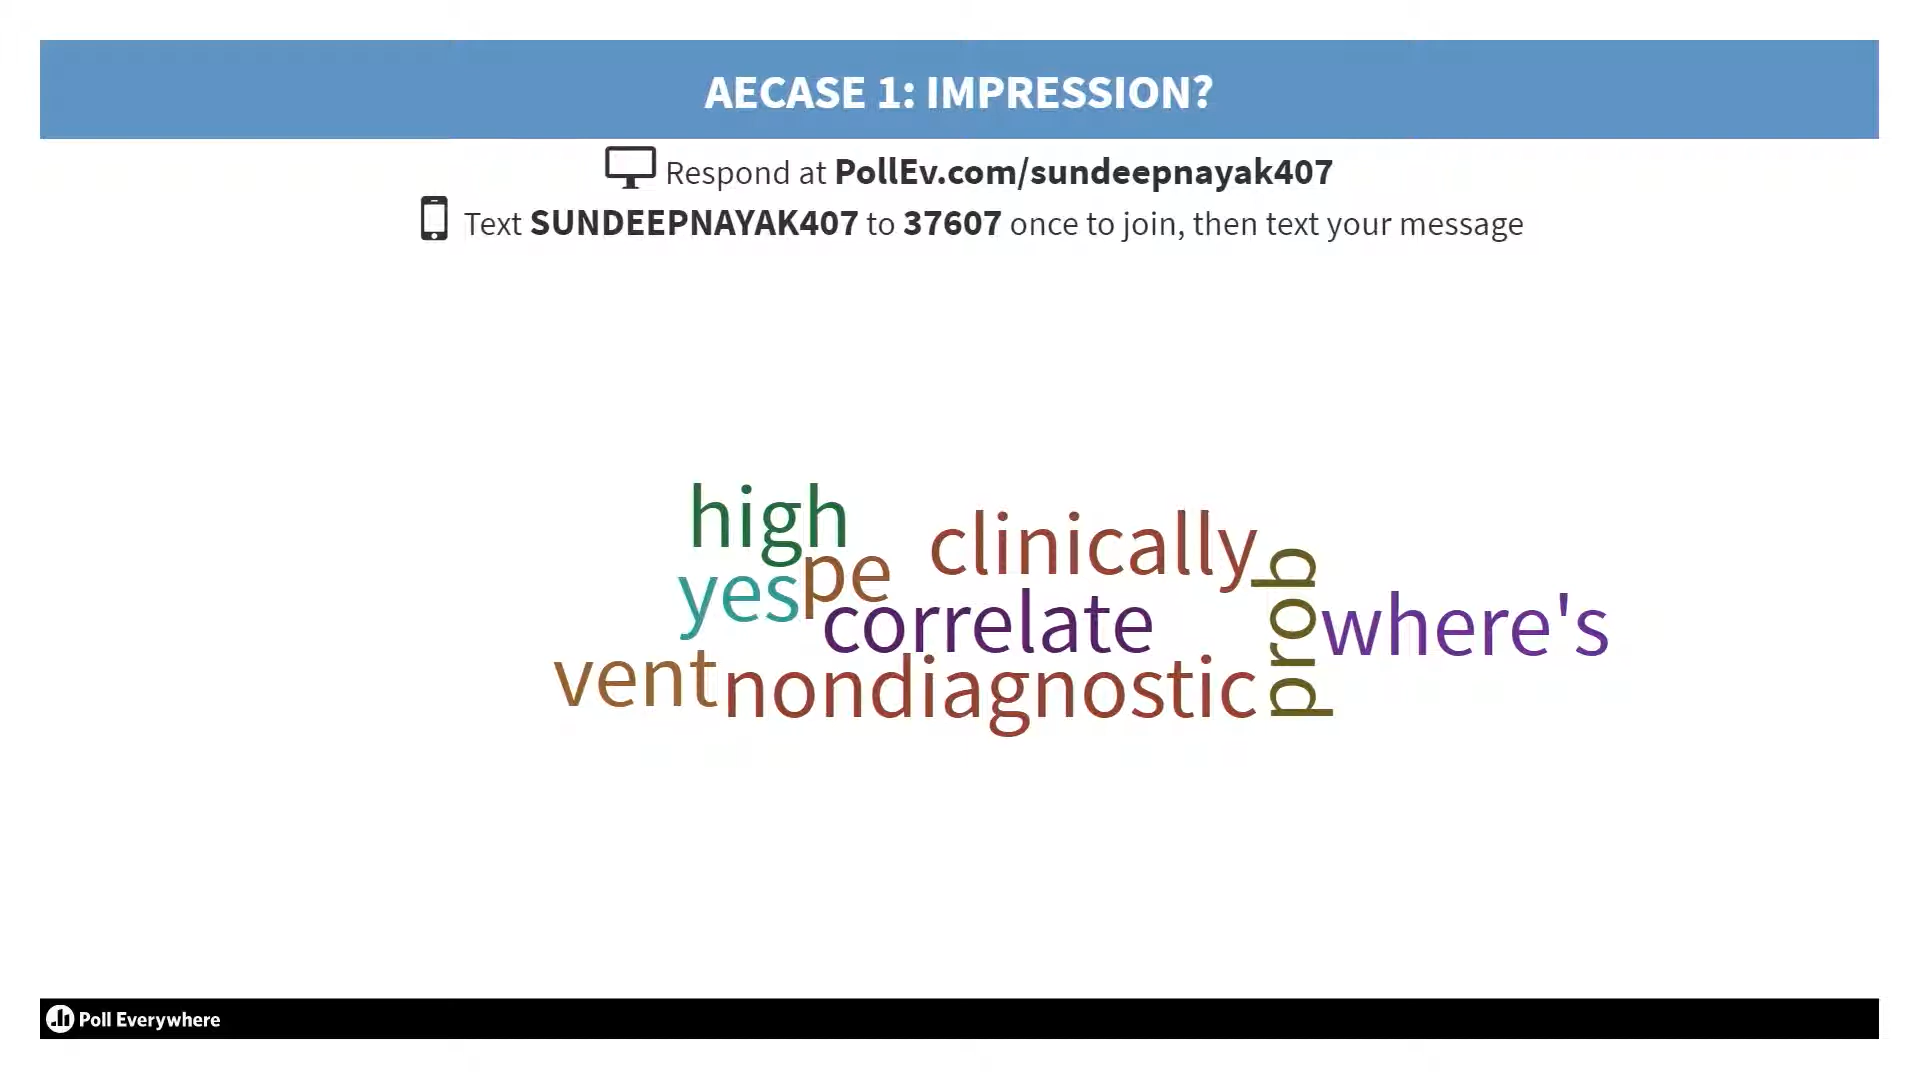 AECASE 1: IMPRESSION?
Respond at PollEv.com/sundeepnayak407
Text SUNDEEPNAYAK407 to 37607 once to join, then text your message
high
clinically
pe
yes
prob
correlate
where's
vent
nondiagnostic
Poll Everywhere